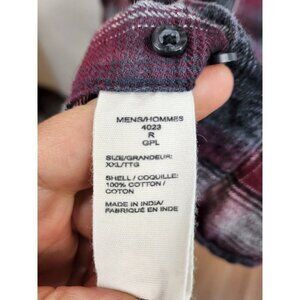 MENS/HOMMES
4023
R
GPL
SIZE/GRANDEUR:
XXL/TTG
SHELL / COQUILLE:
100% COTTON /
COTON
MADE IN INDIA/
FABRIQUÉ EN INDE